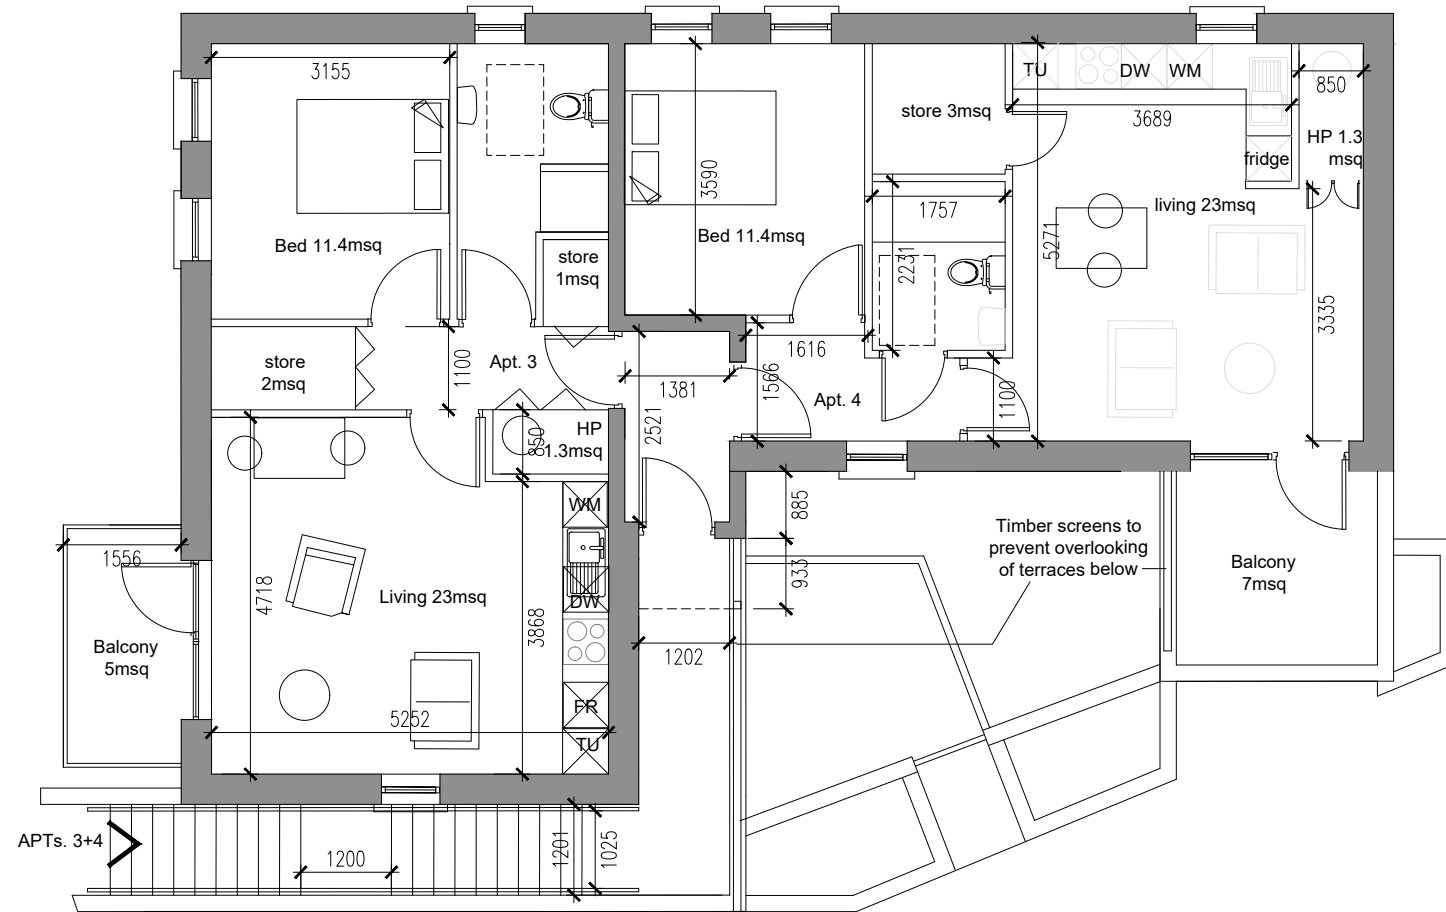 3155
TU
DW
WM
850
store 3msq
3689
HP 1.3
msq
fridge
3590
1757
living 23msq
Bed 11.4msq
Bed 11.4msq
5271
2231
store
1msq
3335
1616
store
2msq
1100
Apt. 3
1381
1566
Apt. 4
1100
2521
HP
1.3msq
850
WM
885
Timber screens to
prevent overlooking
of terraces below
1556
933
Balcony
7msq
4718
Living 23msq
DW
3868
Balcony
5msq
1202
FR
5252
TU
APTs. 3+4
1200
1201
1025